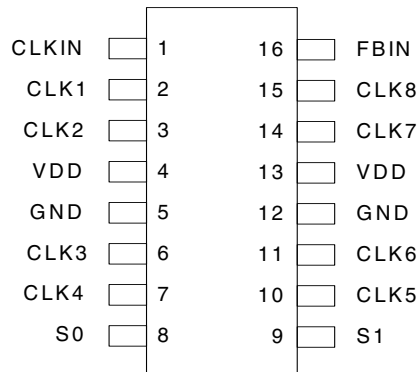 CLKIN 1 16 FBIN
CLK1 2 15 CLK8
CLK2 3 14 CLK7
VDD 4 13 VDD
GND 5 12 GND
CLK3 6 11 CLK6
CLK4 7 10 CLK5
S0 8 9 S1